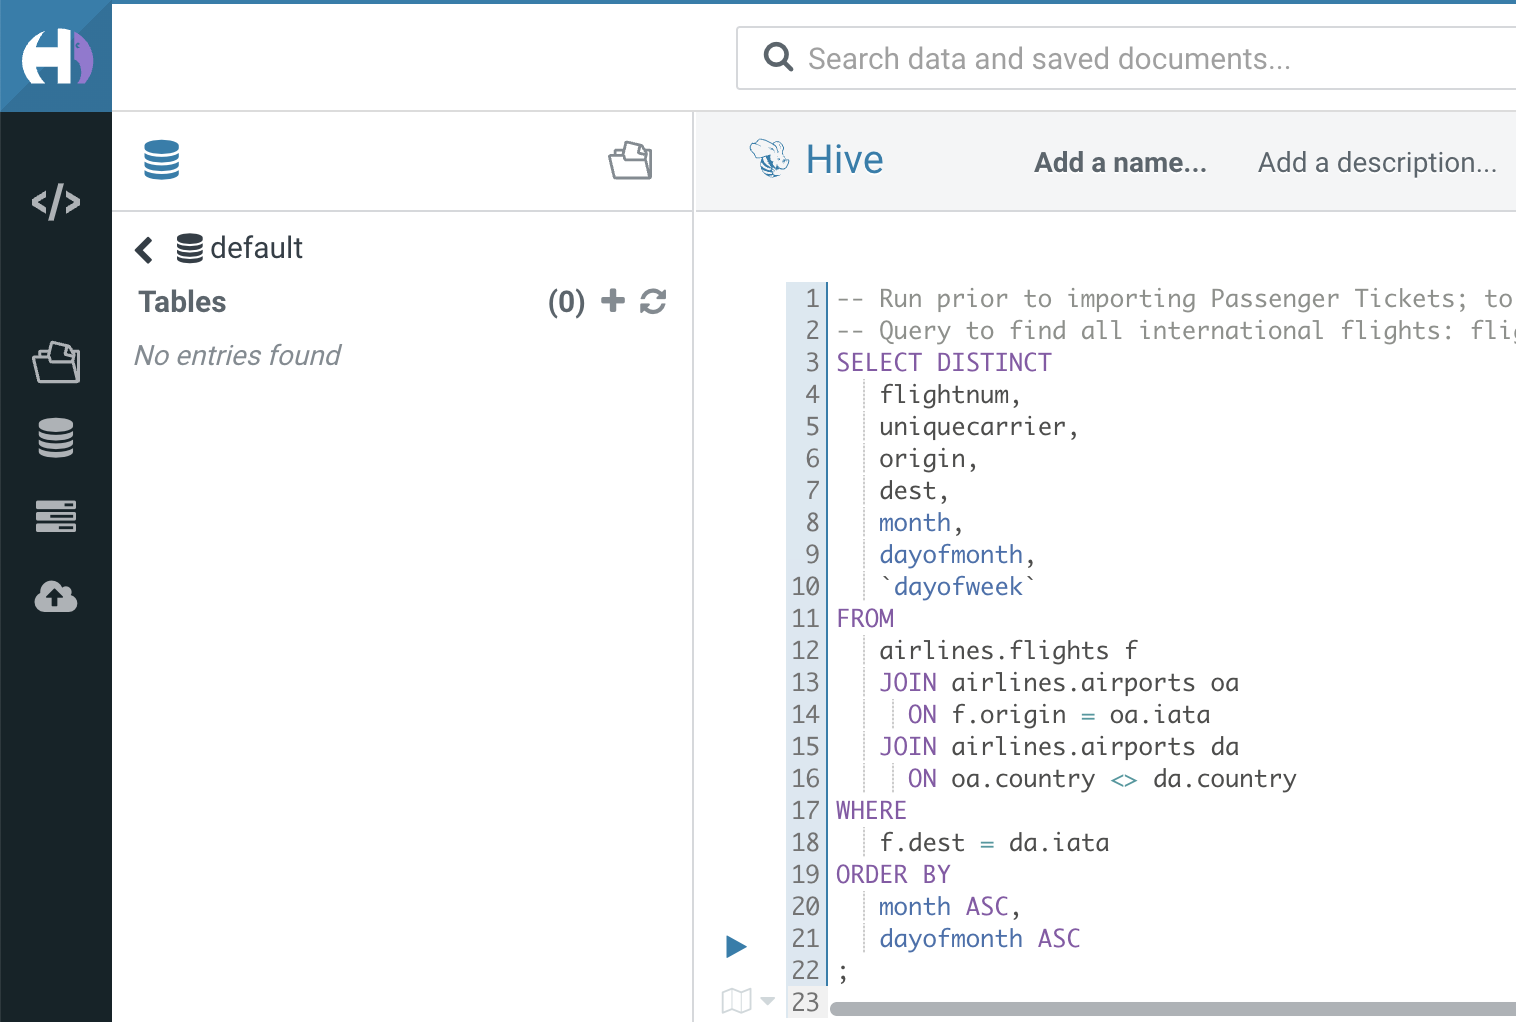 Search data and saved documents...
Hive
Add a name...
Add a description...
default
Tables
(0)
No entries found
1 -- Run prior to importing Passenger Tickets; to
2 -- Query to find all international flights:
3 SELECT DISTINCT
4 flightnum,
5 uniquecarrier,
6 origin,
7 dest,
8 month,
9 dayofmonth,
10 `dayofweek`
11 FROM
12 airlines.flights f
13 JOIN airlines.airports oa
14 ON f.origin = oa.iata
15 JOIN airlines.airports da
16 ON oa.country <> da.country
17 WHERE
18 f.dest = da.iata
19 ORDER BY
20 month ASC,
21 dayofmonth ASC
22 ;
23